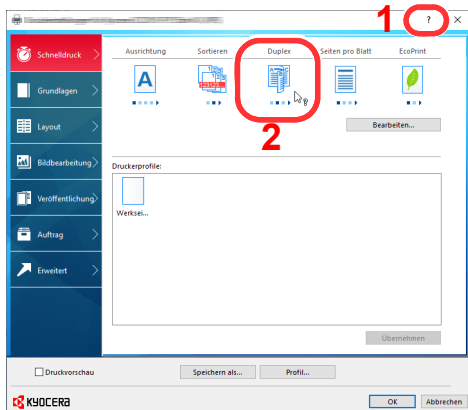 1
?
Schnelldruck
Ausrichtung
Sortieren
Duplex
Seiten pro Blatt
EcoPrint
A
123123...
2
Grundlagen
Layout
Bildbearbeitung
Veröffentlichung
Auftrag
Erweitert
Bearbeiten...
Druckerprofile:
Werksei...
Übernehmen
Druckvorschau
Speichern als...
Profil...
KYOCERA
OK
Abbrechen